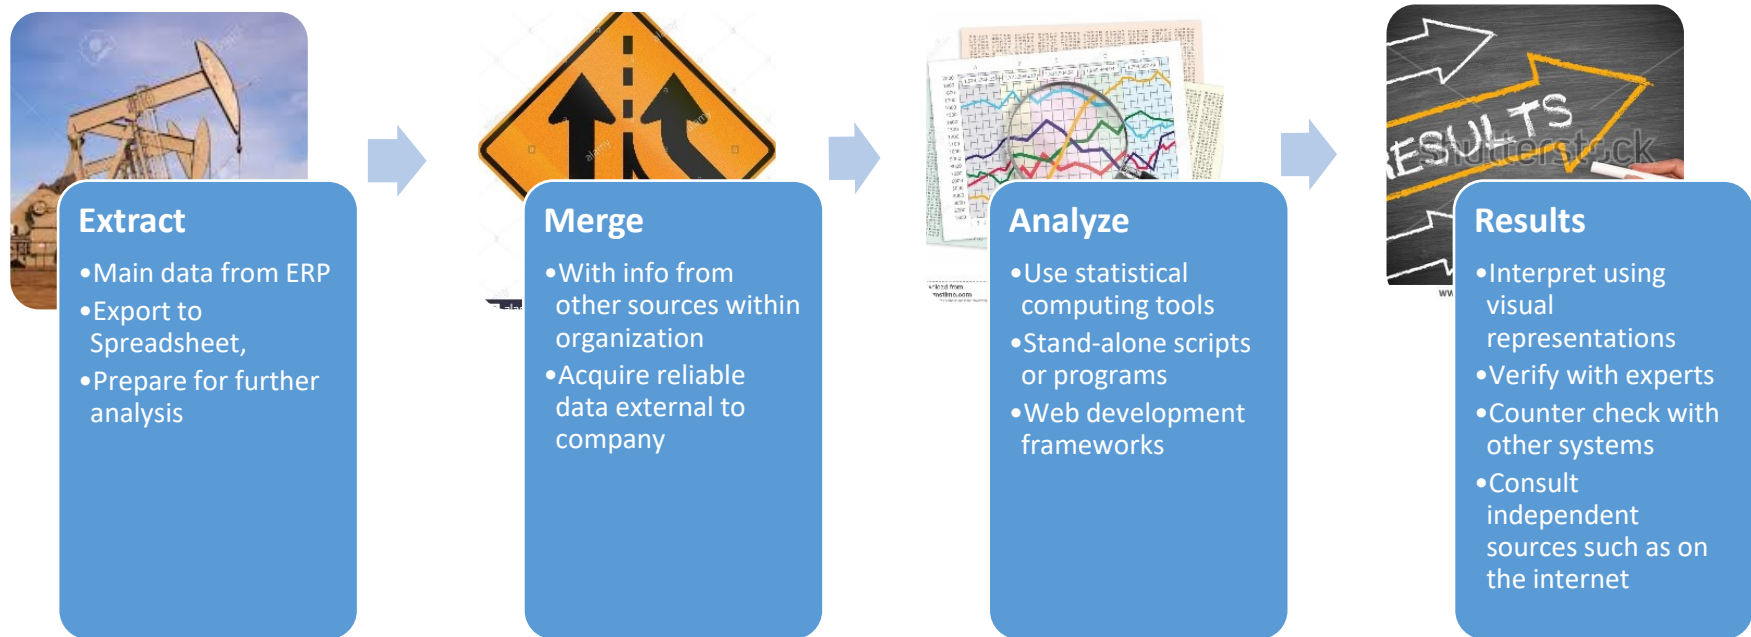 Extract
•Main data from ERP
•Export to
Spreadsheet,
•Prepare for further
analysis
Merge
•With info from
other sources within
organization
•Acquire reliable
data external to
company
Analyze
•Use statistical
computing tools
•Stand-alone scripts
or programs
•Web development
frameworks
RESULTS
shutterstock
Results
•Interpret using
visual
representations
•Verify with experts
•Counter check with
other systems
•Consult
independent
sources such as on
the internet
alamy
alamy